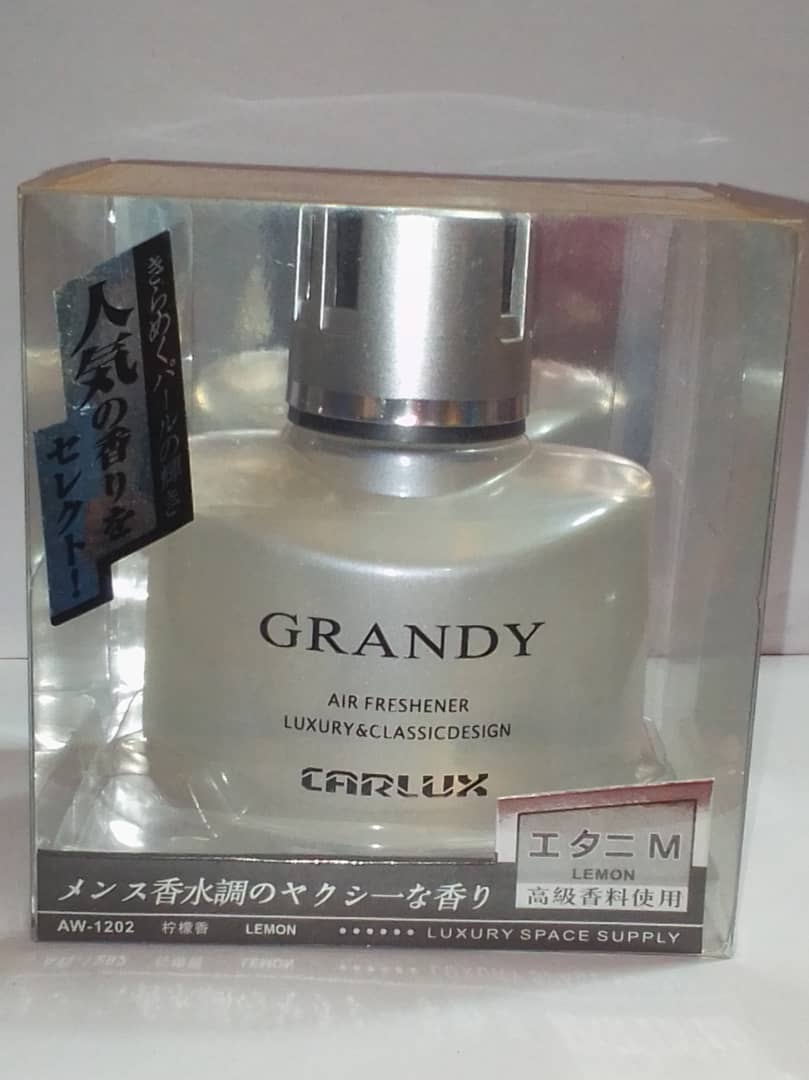 きらめくパールの輝き
人気の香りを
セレクト!
GRANDY
AIR FRESHENER
LUXURY&CLASSICDESIGN
CARLUX
エタニ M
LEMON
高級香料使用
メンズ香水調のヤクシーな香り
AW-1202 柠檬香 LEMON •••••• LUXURY SPACE SUPPLY